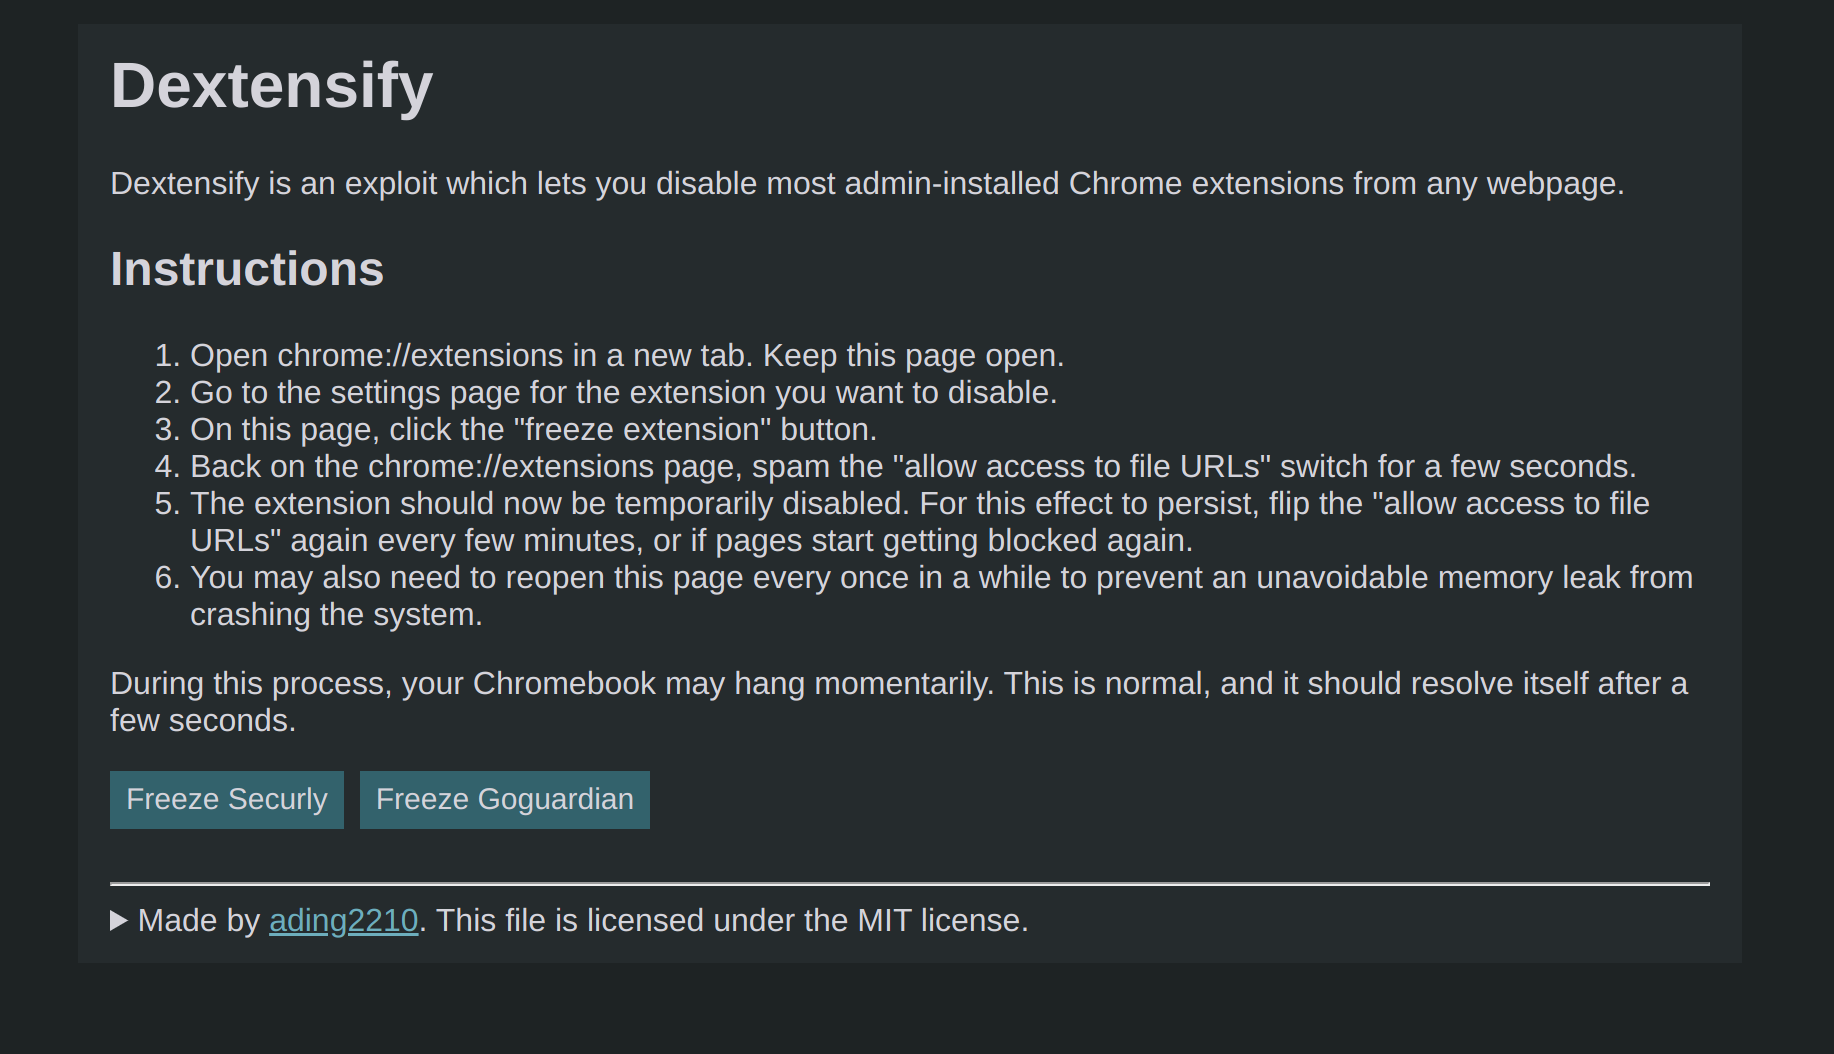 Dextensify
Dextensify is an exploit which lets you disable most admin-installed Chrome extensions from any webpage.
Instructions
1. Open chrome://extensions in a new tab. Keep this page open.
2. Go to the settings page for the extension you want to disable.
3. On this page, click the "freeze extension" button.
4. Back on the chrome://extensions page, spam the "allow access to file URLs" switch for a few seconds.
5. The extension should now be temporarily disabled. For this effect to persist, flip the "allow access to file
URLs" again every few minutes, or if pages start getting blocked again.
6. You may also need to reopen this page every once in a while to prevent an unavoidable memory leak from
crashing the system.
During this process, your Chromebook may hang momentarily. This is normal, and it should resolve itself after a
few seconds.
Freeze Securly Freeze Goguardian
Made by ading2210. This file is licensed under the MIT license.